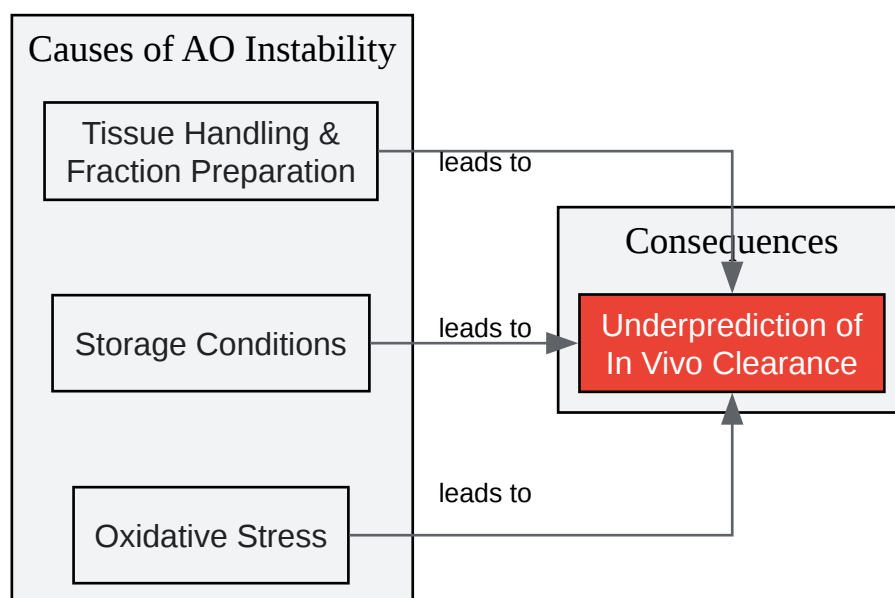 Causes of AO Instability
Tissue Handling &
Fraction Preparation
leads to
Consequences
Storage Conditions
leads to
Underprediction of
In Vivo Clearance
Oxidative Stress
leads to